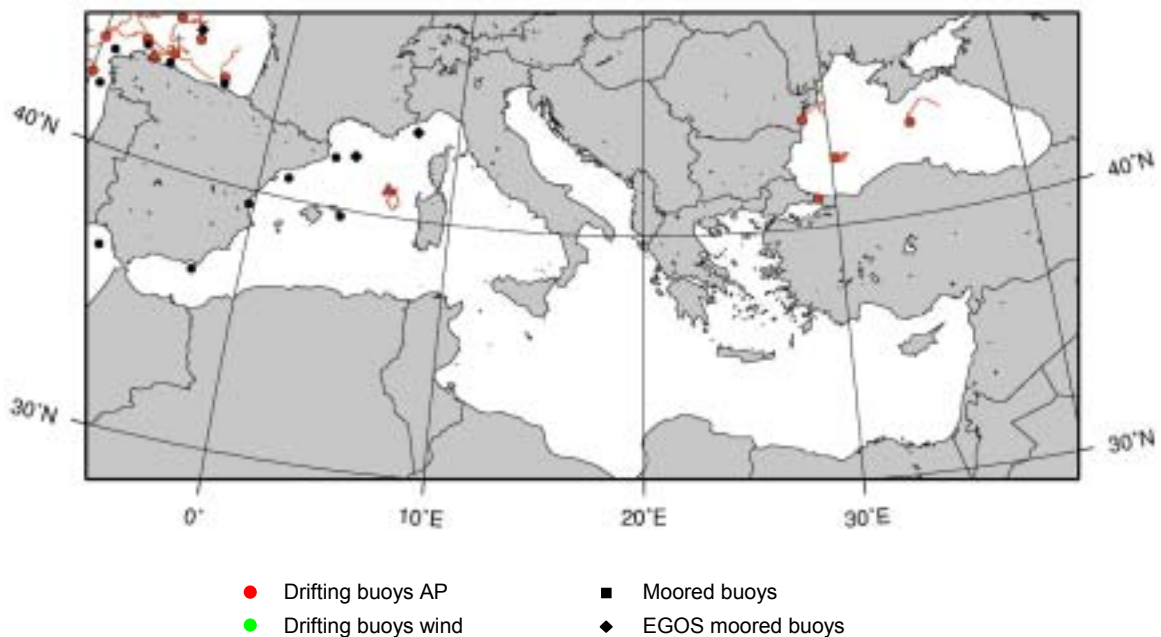 40°N
40°N
30°N
30°N
0°
10°E
20°E
30°E
Drifting buoys AP
Moored buoys
Drifting buoys wind
EGOS moored buoys